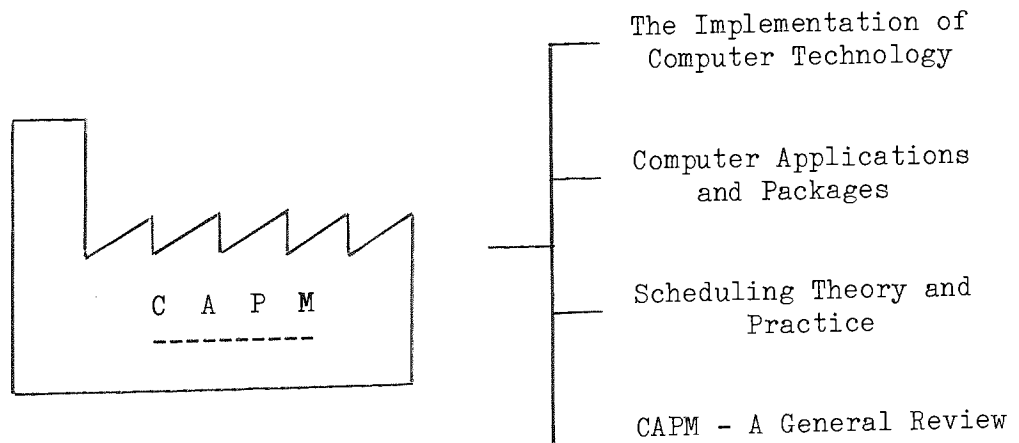 The Implementation of
Computer Technology
Computer Applications
and Packages
C A P M
Scheduling Theory and
Practice
CAPM - A General Review